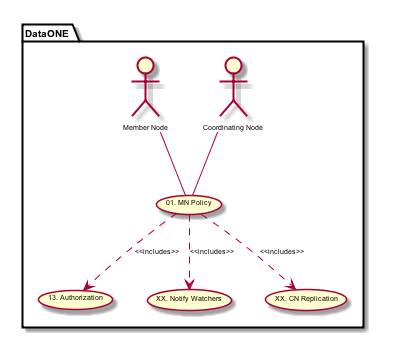 DataONE
Member Node
Coordinating Node
01. MN Policy
<<includes>>
<<includes>>
<<includes>>
13. Authorization
XX. Notify Watchers
XX. CN Replication